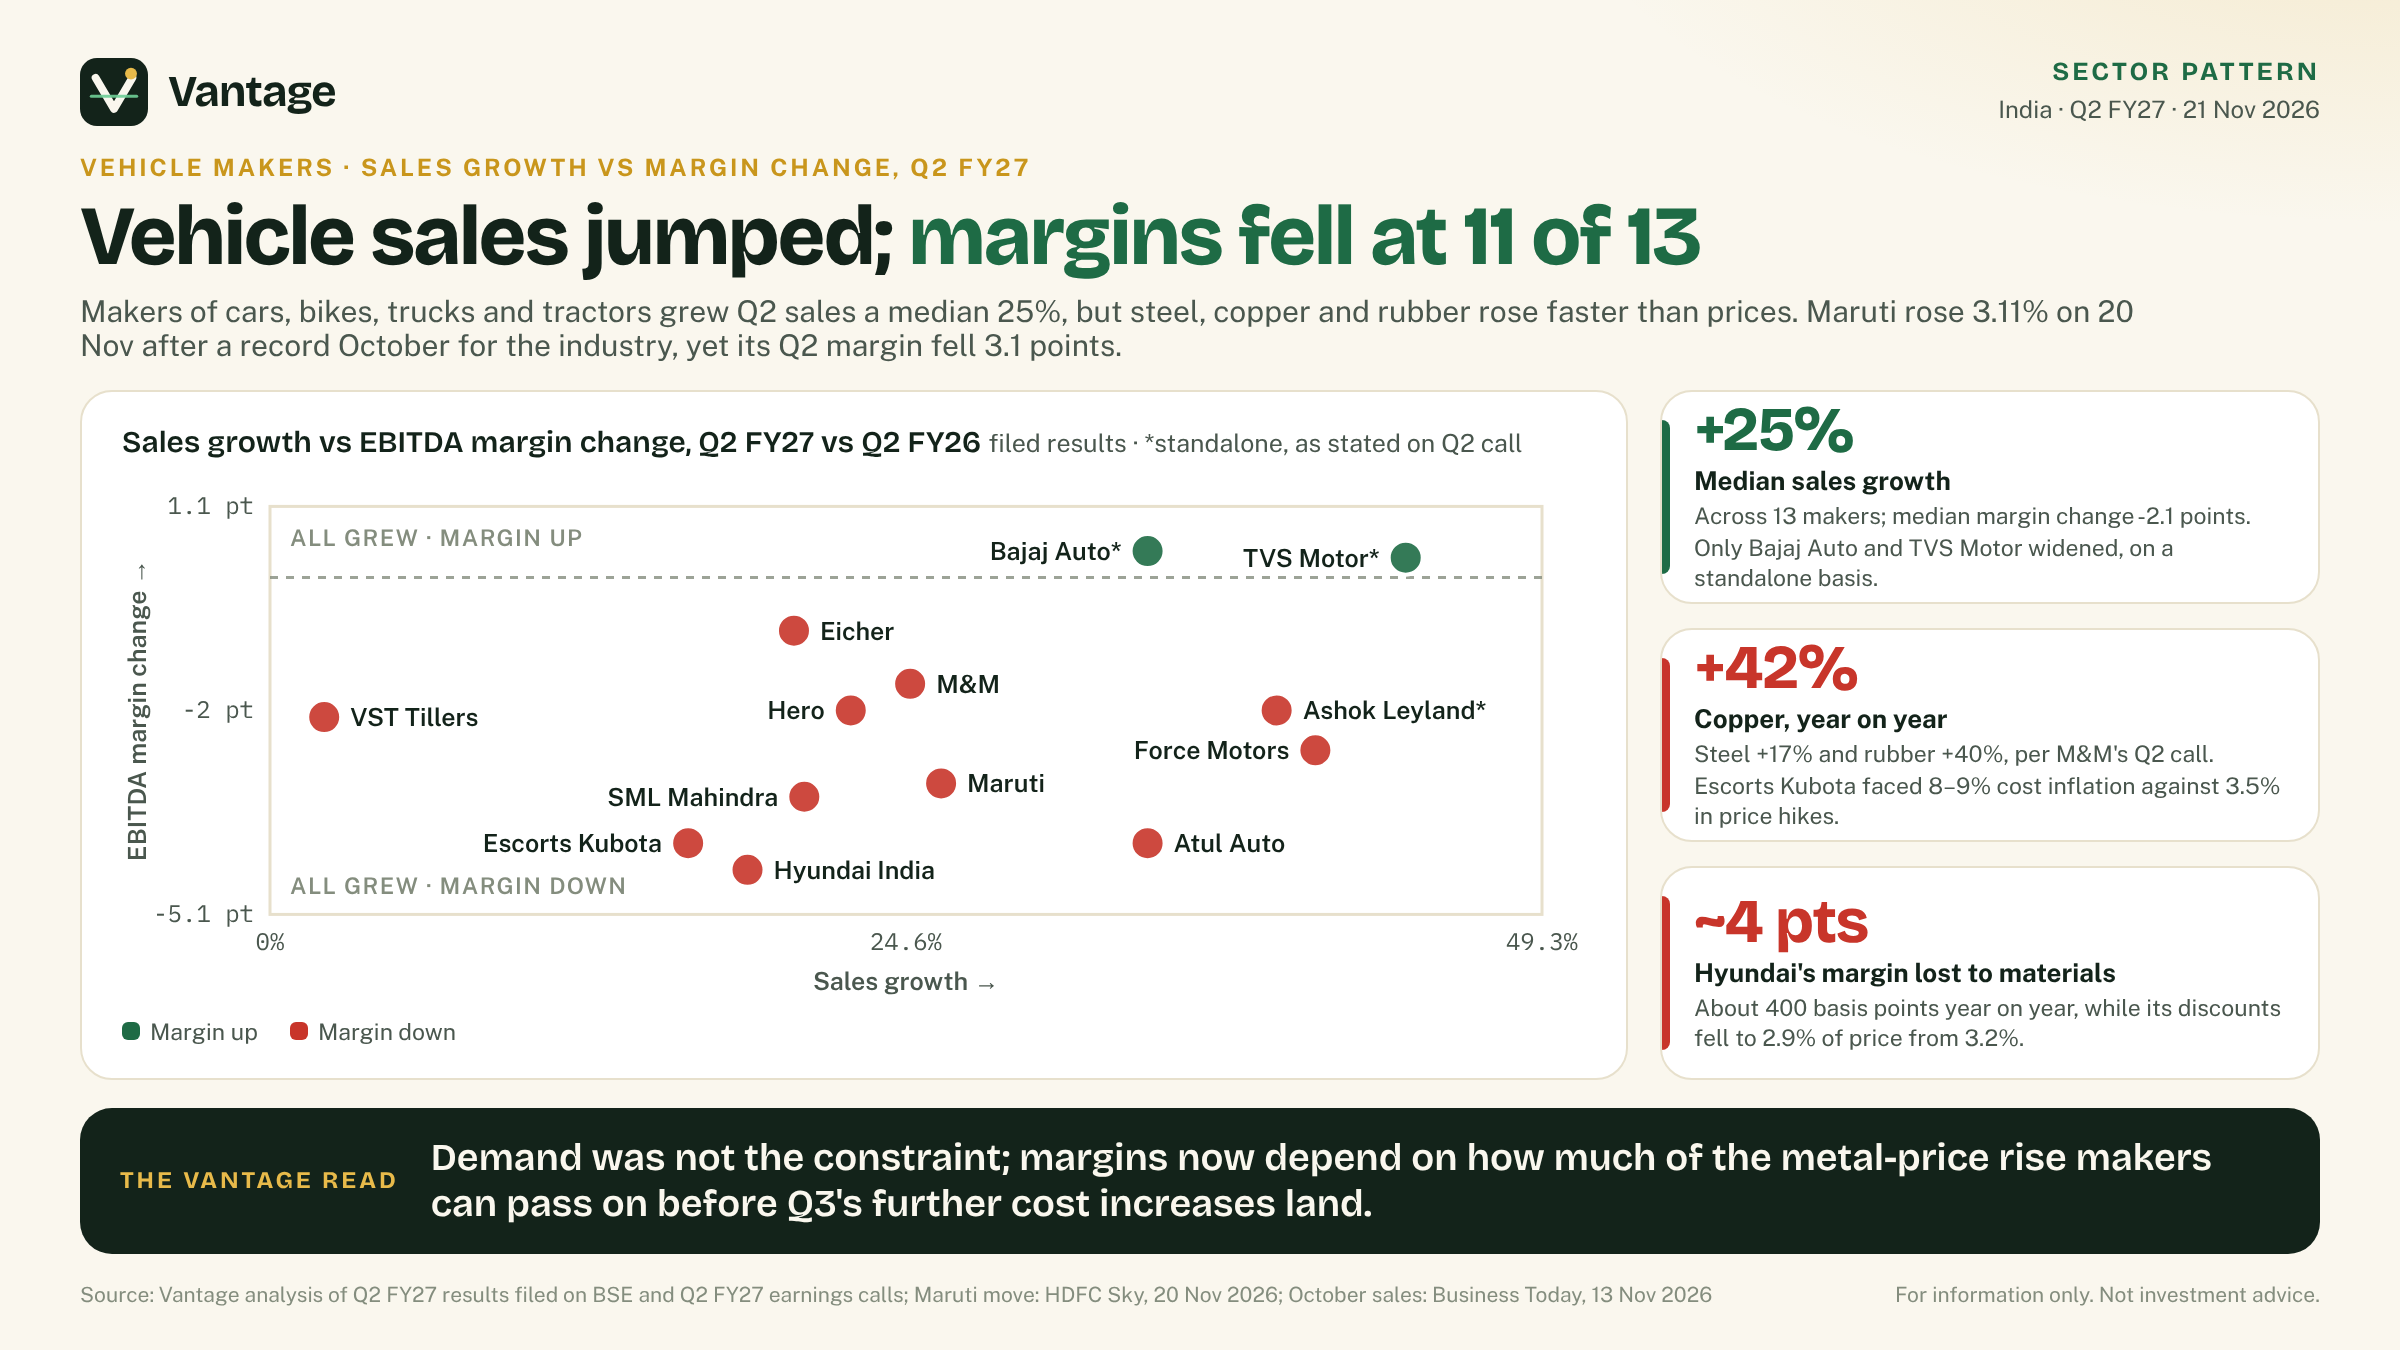 Vantage
SECTOR PATTERN
India · Q2 FY27 · 21 Nov 2026
VEHICLE MAKERS · SALES GROWTH VS MARGIN CHANGE, Q2 FY27
Vehicle sales jumped; margins fell at 11 of 13
Makers of cars, bikes, trucks and tractors grew Q2 sales a median 25%, but steel, copper and rubber rose faster than prices. Maruti rose 3.11% on 20
Nov after a record October for the industry, yet its Q2 margin fell 3.1 points.
Sales growth vs EBITDA margin change, Q2 FY27 vs Q2 FY26 filed results · *standalone, as stated on Q2 call
1.1 pt
ALL GREW · MARGIN UP
Bajaj Auto*
TVS Motor*
EBITDA margin change →
Eicher
M&M
-2 pt
VST Tillers
Hero
Ashok Leyland*
Force Motors
Maruti
SML Mahindra
Escorts Kubota
Atul Auto
Hyundai India
ALL GREW · MARGIN DOWN
-5.1 pt
0%
24.6%
49.3%
Sales growth →
Margin up
Margin down
+25%
Median sales growth
Across 13 makers; median margin change -2.1 points.
Only Bajaj Auto and TVS Motor widened, on a
standalone basis.
+42%
Copper, year on year
Steel +17% and rubber +40%, per M&M's Q2 call.
Escorts Kubota faced 8–9% cost inflation against 3.5%
in price hikes.
~4 pts
Hyundai's margin lost to materials
About 400 basis points year on year, while its discounts
fell to 2.9% of price from 3.2%.
THE VANTAGE READ
Demand was not the constraint; margins now depend on how much of the metal-price rise makers
can pass on before Q3's further cost increases land.
Source: Vantage analysis of Q2 FY27 results filed on BSE and Q2 FY27 earnings calls; Maruti move: HDFC Sky, 20 Nov 2026; October sales: Business Today, 13 Nov 2026
For information only. Not investment advice.